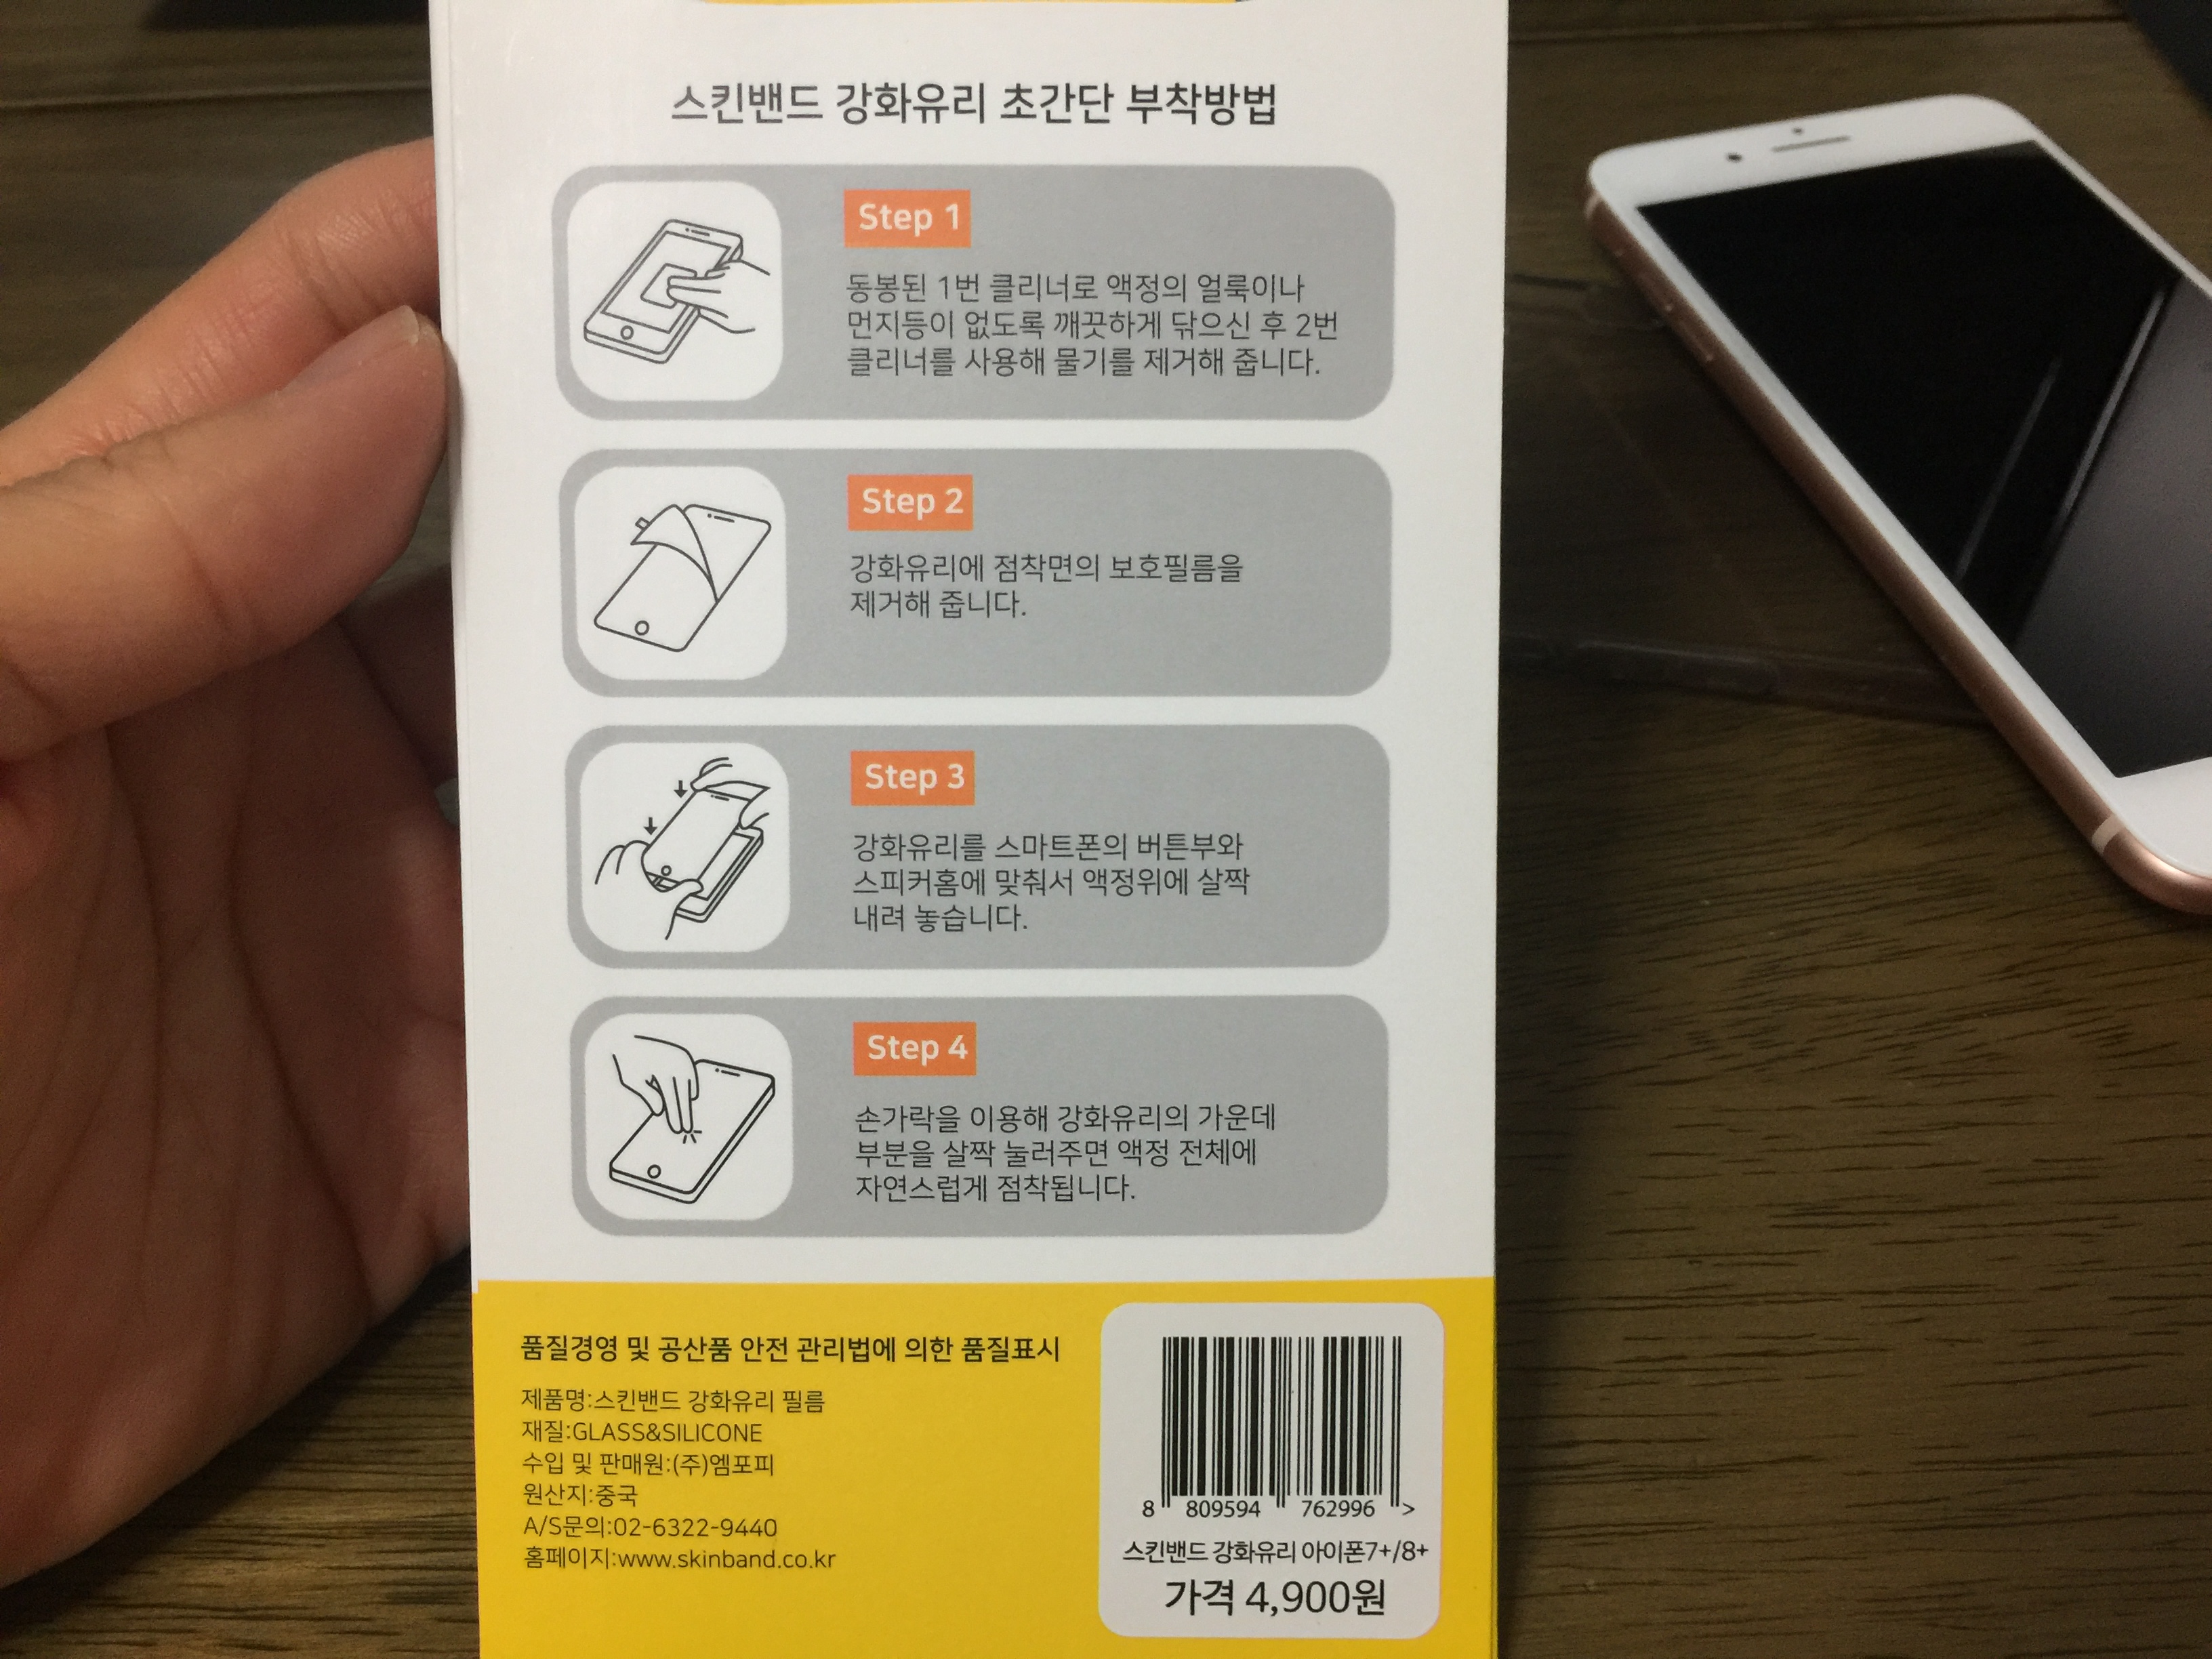 스킨밴드 강화유리 초간단 부착방법
Step 1
동봉된 1번 클리너로 액정의 얼룩이나
먼지등이 없도록 깨끗하게 닦으신 후 2번
클리너를 사용해 물기를 제거해 줍니다.
Step 2
강화유리에 점착면의 보호필름을
제거해 줍니다.
Step 3
강화유리를 스마트폰의 버튼부와
스피커홈에 맞춰서 액정위에 살짝
내려 놓습니다.
Step 4
손가락을 이용해 강화유리의 가운데
부분을 살짝 눌러주면 액정 전체에
자연스럽게 점착됩니다.
품질경영 및 공산품 안전 관리법에 의한 품질표시
제품명:스킨밴드 강화유리 필름
재질:GLASS&SILICONE
수입 및 판매원:(주)엠포피
원산지:중국
A/S문의:02-6322-9440
홈페이지:www.skinband.co.kr
8 809594 762996 >
스킨밴드 강화유리 아이폰7+/8+
가격 4,900원